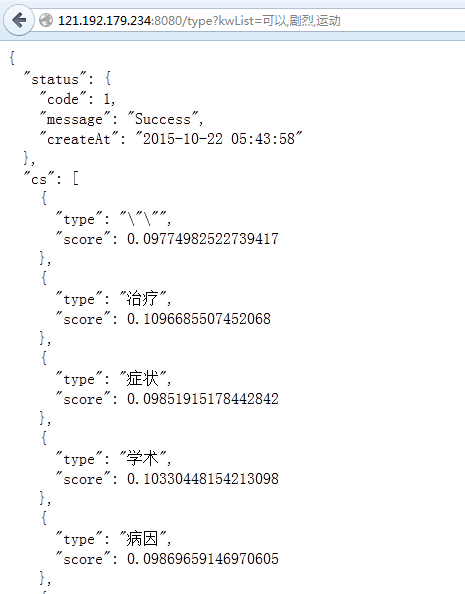 121.192.179.234:8080/type?kwList=可以,剧烈,运动
{
  "status": {
    "code": 1,
    "message": "Success",
    "createAt": "2015-10-22 05:43:58"
  },
  "cs": [
    {
      "type": "\"\"",
      "score": 0.09774982522739417
    },
    {
      "type": "治疗",
      "score": 0.1096685507452068
    },
    {
      "type": "症状",
      "score": 0.09851915178442842
    },
    {
      "type": "学术",
      "score": 0.10330448154213098
    },
    {
      "type": "病因",
      "score": 0.09869659146970605
    },
    {